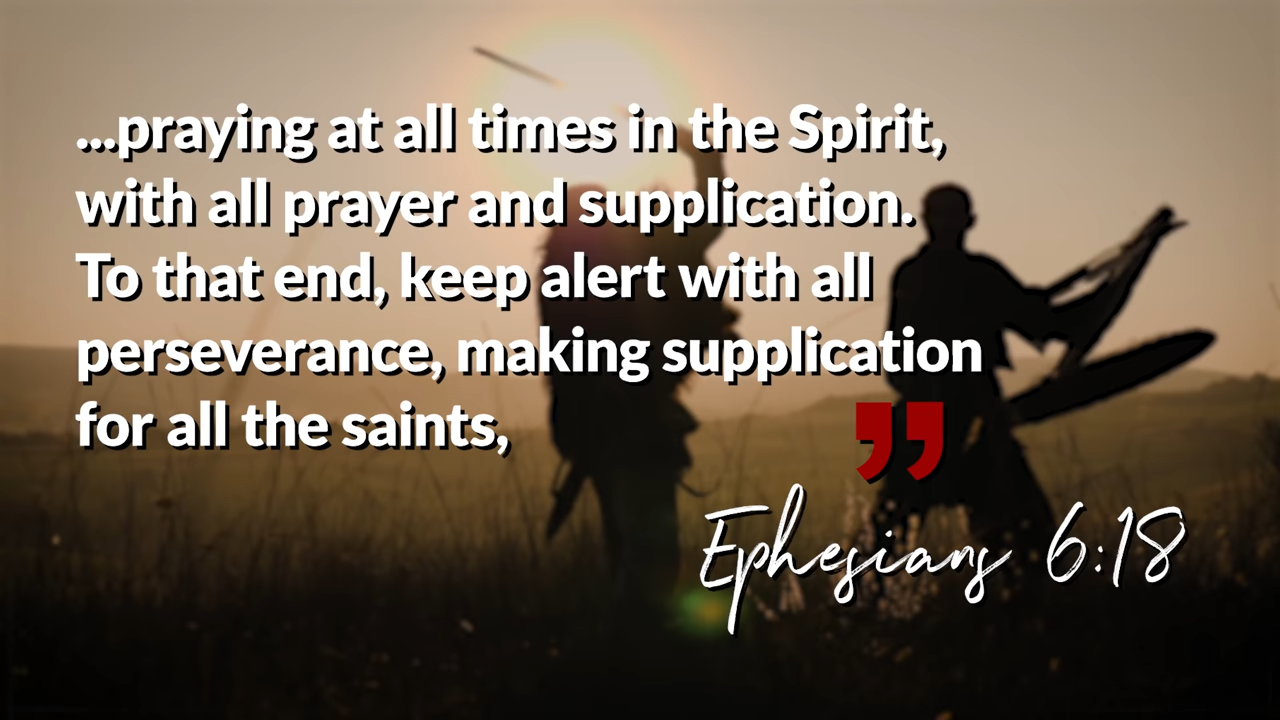 ...praying at all times in the Spirit,
with all prayer and supplication.
To that end, keep alert with all
perseverance, making supplication
for all the saints,
”
Ephesians 6:18